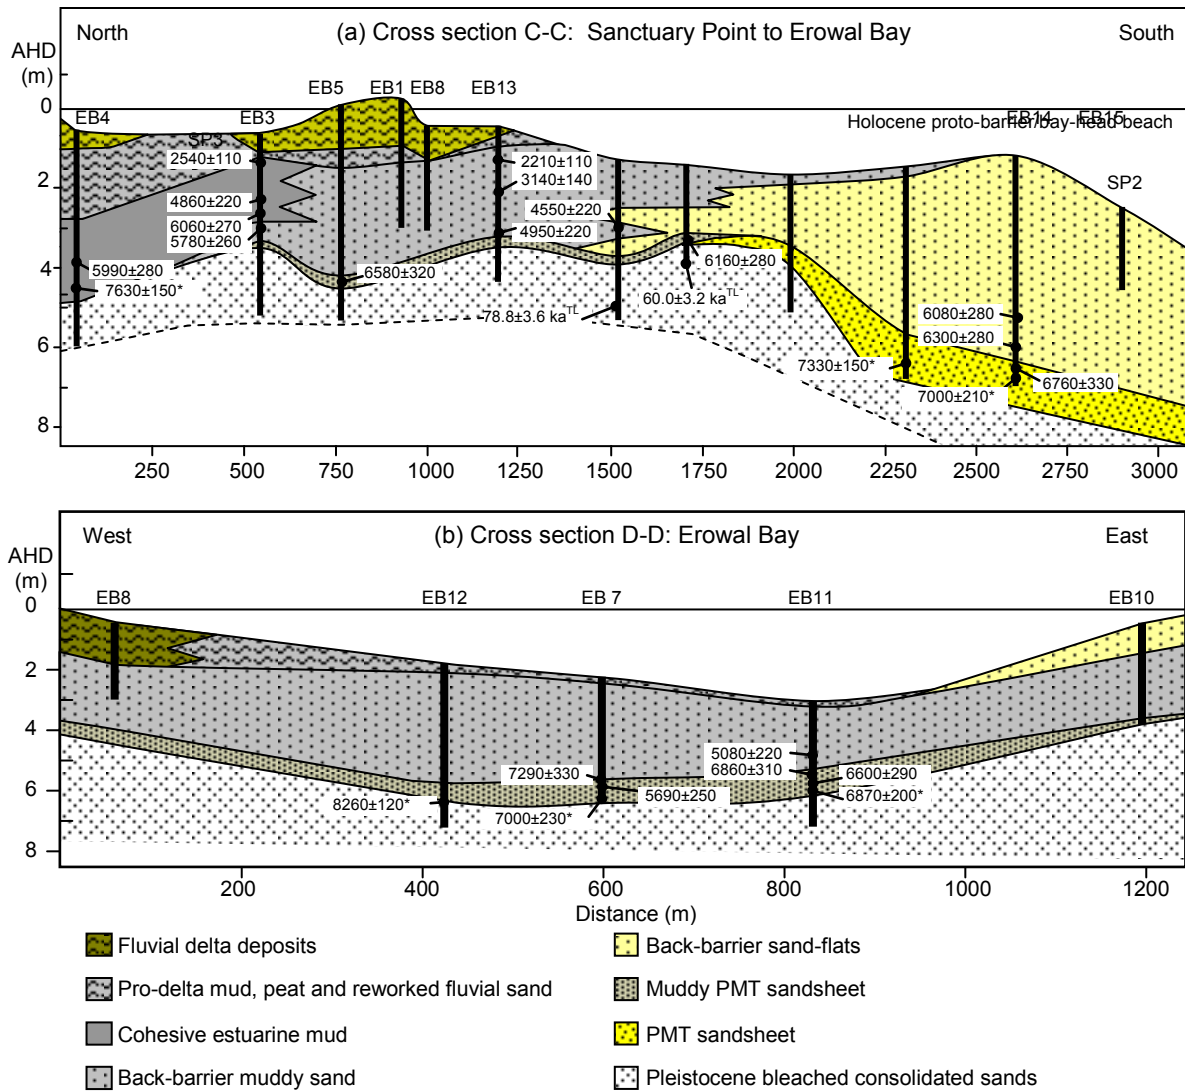 North
(a) Cross section C-C:  Sanctuary Point to Erowal Bay
South
AHD
(m)
EB5
EB1
EB8
EB13
EB4
EB3
EB14
EB15
0
Holocene proto-barrier/bay-head beach
SP3
2540±110
2210±110
2
3140±140
SP2
4860±220
4550±220
6060±270
4950±220
5780±260
4
5990±280
6580±320
6160±280
7630±150*
60.0±3.2 kaTL
78.8±3.6 kaTL
6080&plusmn;280
6300±280
6
7330±150*
6760±330
7000±210*
8
250 500 750 1000 1250 1500 1750 2000 2250 2500 2750 3000
West
(b) Cross section D-D: Erowal Bay
East
AHD
(m)
0
EB8
EB12
EB 7
EB11
EB10
2
4
5080±220
7290±330
6860±310
6600±290
6
5690±250
6870±200*
8260±120*
7000±230*
8
200 400 600 800 1000 1200
Distance (m)
Fluvial delta deposits
Back-barrier sand-flats
Pro-delta mud, peat and reworked fluvial sand
Muddy PMT sandsheet
Cohesive estuarine mud
PMT sandsheet
Back-barrier muddy sand
Pleistocene bleached consolidated sands